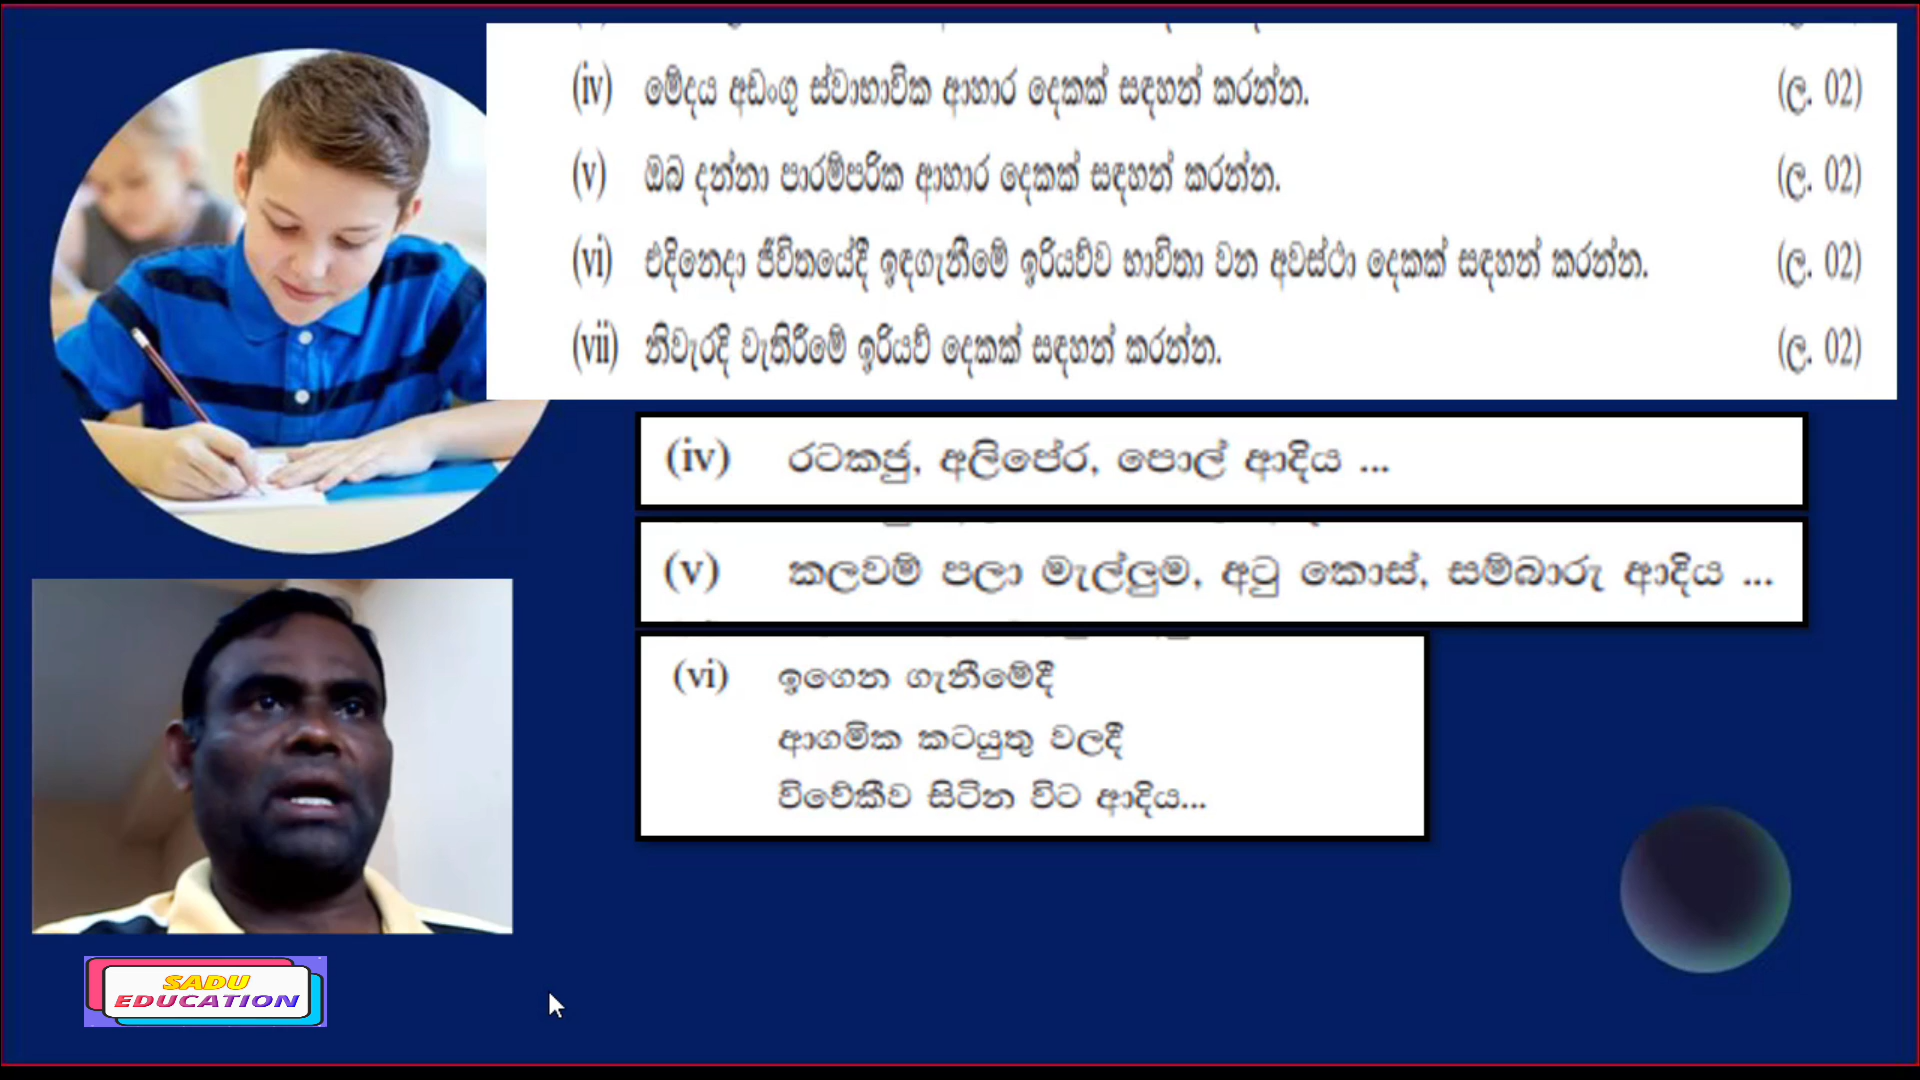 (iv) මේදය අඩංගු ස්වාභාවික ආහාර දෙකක් සඳහන් කරන්න. (ල. 02)
(v) ඔබ දන්නා පාරම්පරික ආහාර දෙකක් සඳහන් කරන්න. (ල. 02)
(vi) එදිනෙදා ජීවිතයේදී ඉඳගැනීමේ ඉරියව්ව භාවිතා වන අවස්ථා දෙකක් සඳහන් කරන්න. (ල. 02)
(vii) නිවැරදි වැතිරීමේ ඉරියව් දෙකක් සඳහන් කරන්න. (ල. 02)
(iv) රටකජු, අලිපේර, පොල් ආදිය ...
(v) කලවම් පලා මැල්ලුම, අටු කොස්, සම්බාරු ආදිය ...
(vi) ඉගෙන ගැනීමේදී
ආගමික කටයුතු වලදී
විවේකීව සිටින විට ආදිය...
SADU
EDUCATION